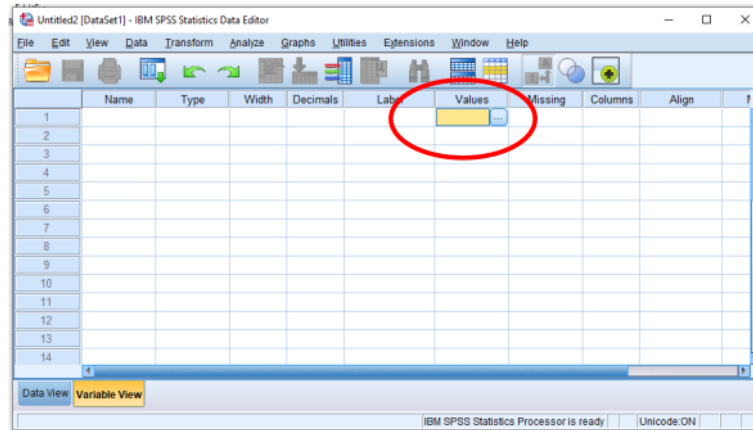 Untitled2 [DataSet1] - IBM SPSS Statistics Data Editor
File Edit View Data Transform Analyze Graphs Utilities Extensions Window Help
Name Type Width Decimals Label Values Missing Columns Align
1 ...
2
3
4
5
6
7
8
9
10
11
12
13
14
Data View Variable View
IBM SPSS Statistics Processor is ready Unicode:ON